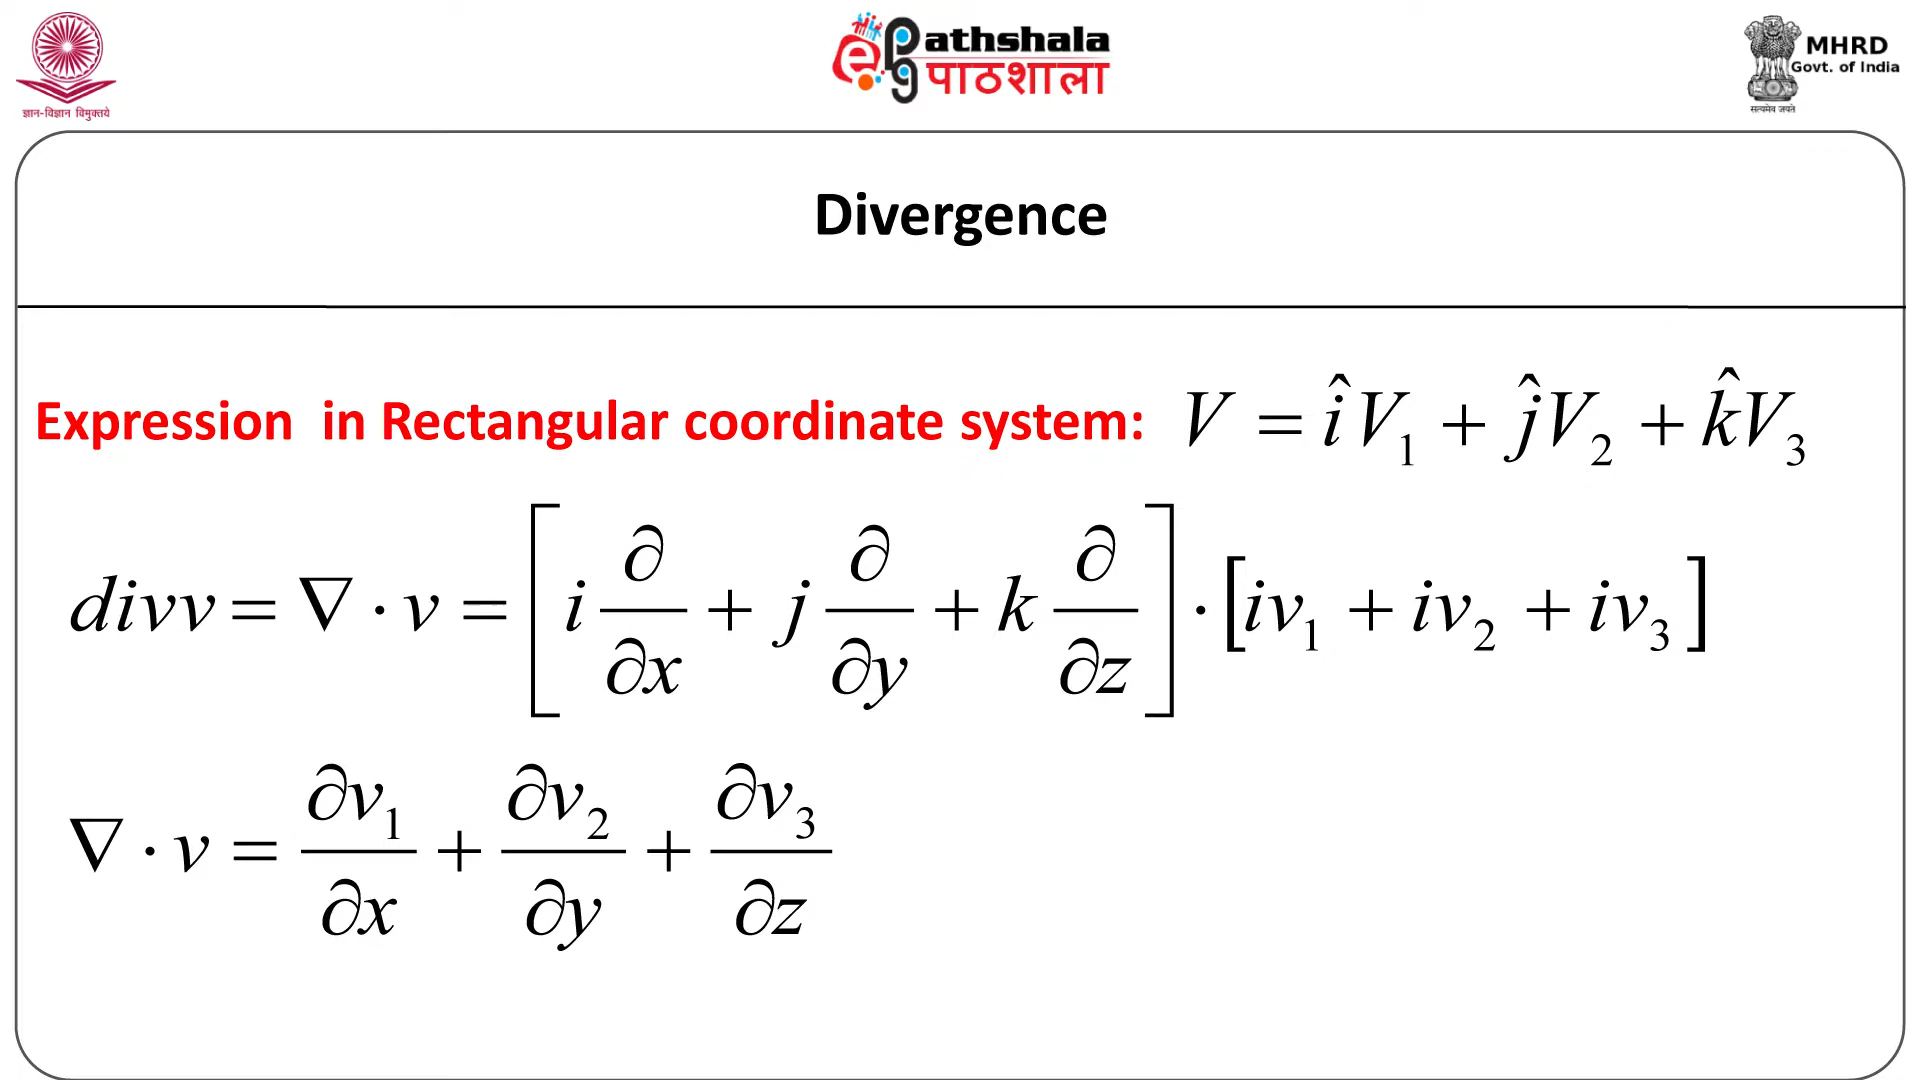 ज्ञान-विज्ञान विमुक्तये
ePathshala
पाठशाला
MHRD
Govt. of India
सत्यमेव जयते
Divergence
Expression in Rectangular coordinate system: V = îV₁ + ĵV₂ + k̂V₃
divv = ∇ · v = [i ∂/∂x + j ∂/∂y + k ∂/∂z] · [iv₁ + iv₂ + iv₃]
∇ · v = ∂v₁/∂x + ∂v₂/∂y + ∂v₃/∂z